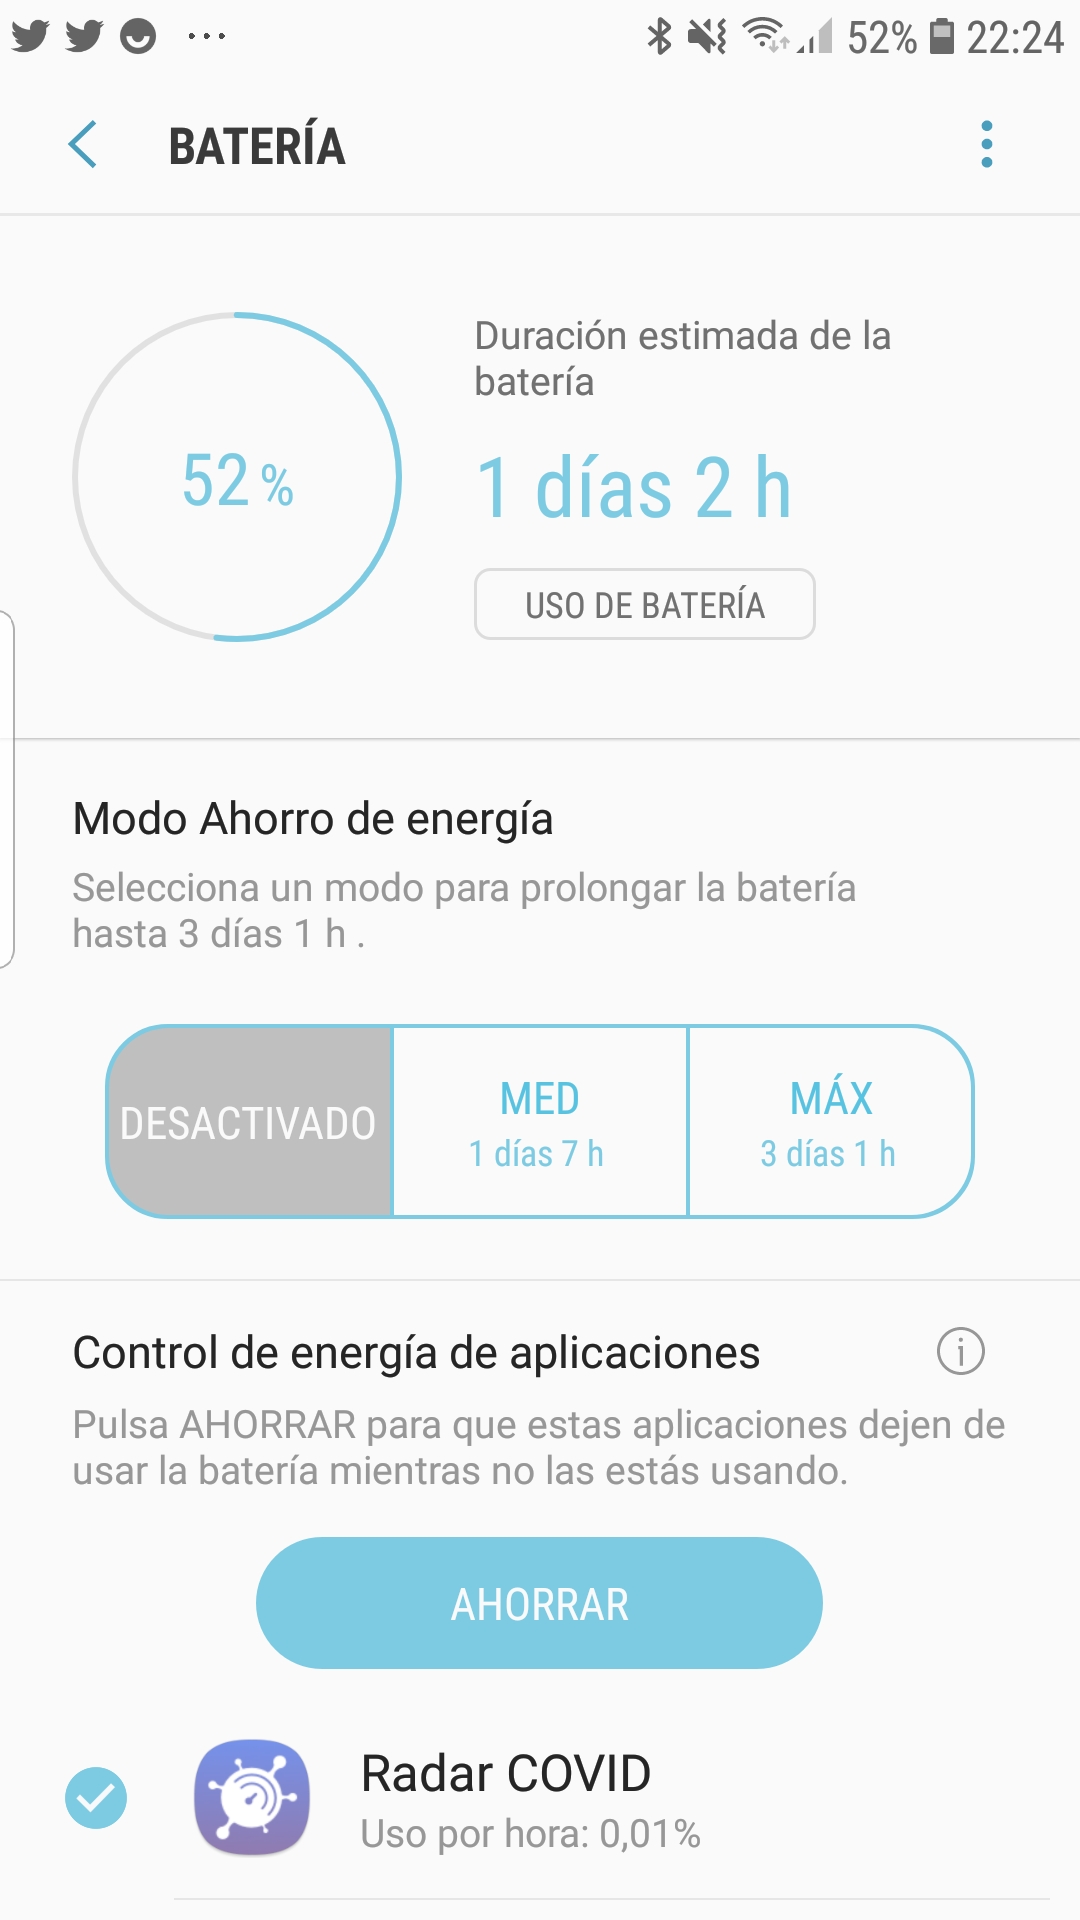 52% 22:24
BATERÍA
Duración estimada de la
batería
52 %
1 días 2 h
USO DE BATERÍA
Modo Ahorro de energía
Selecciona un modo para prolongar la batería
hasta 3 días 1 h .
DESACTIVADO
MED
1 días 7 h
MÁX
3 días 1 h
Control de energía de aplicaciones
Pulsa AHORRAR para que estas aplicaciones dejen de
usar la batería mientras no las estás usando.
AHORRAR
Radar COVID
Uso por hora: 0,01%